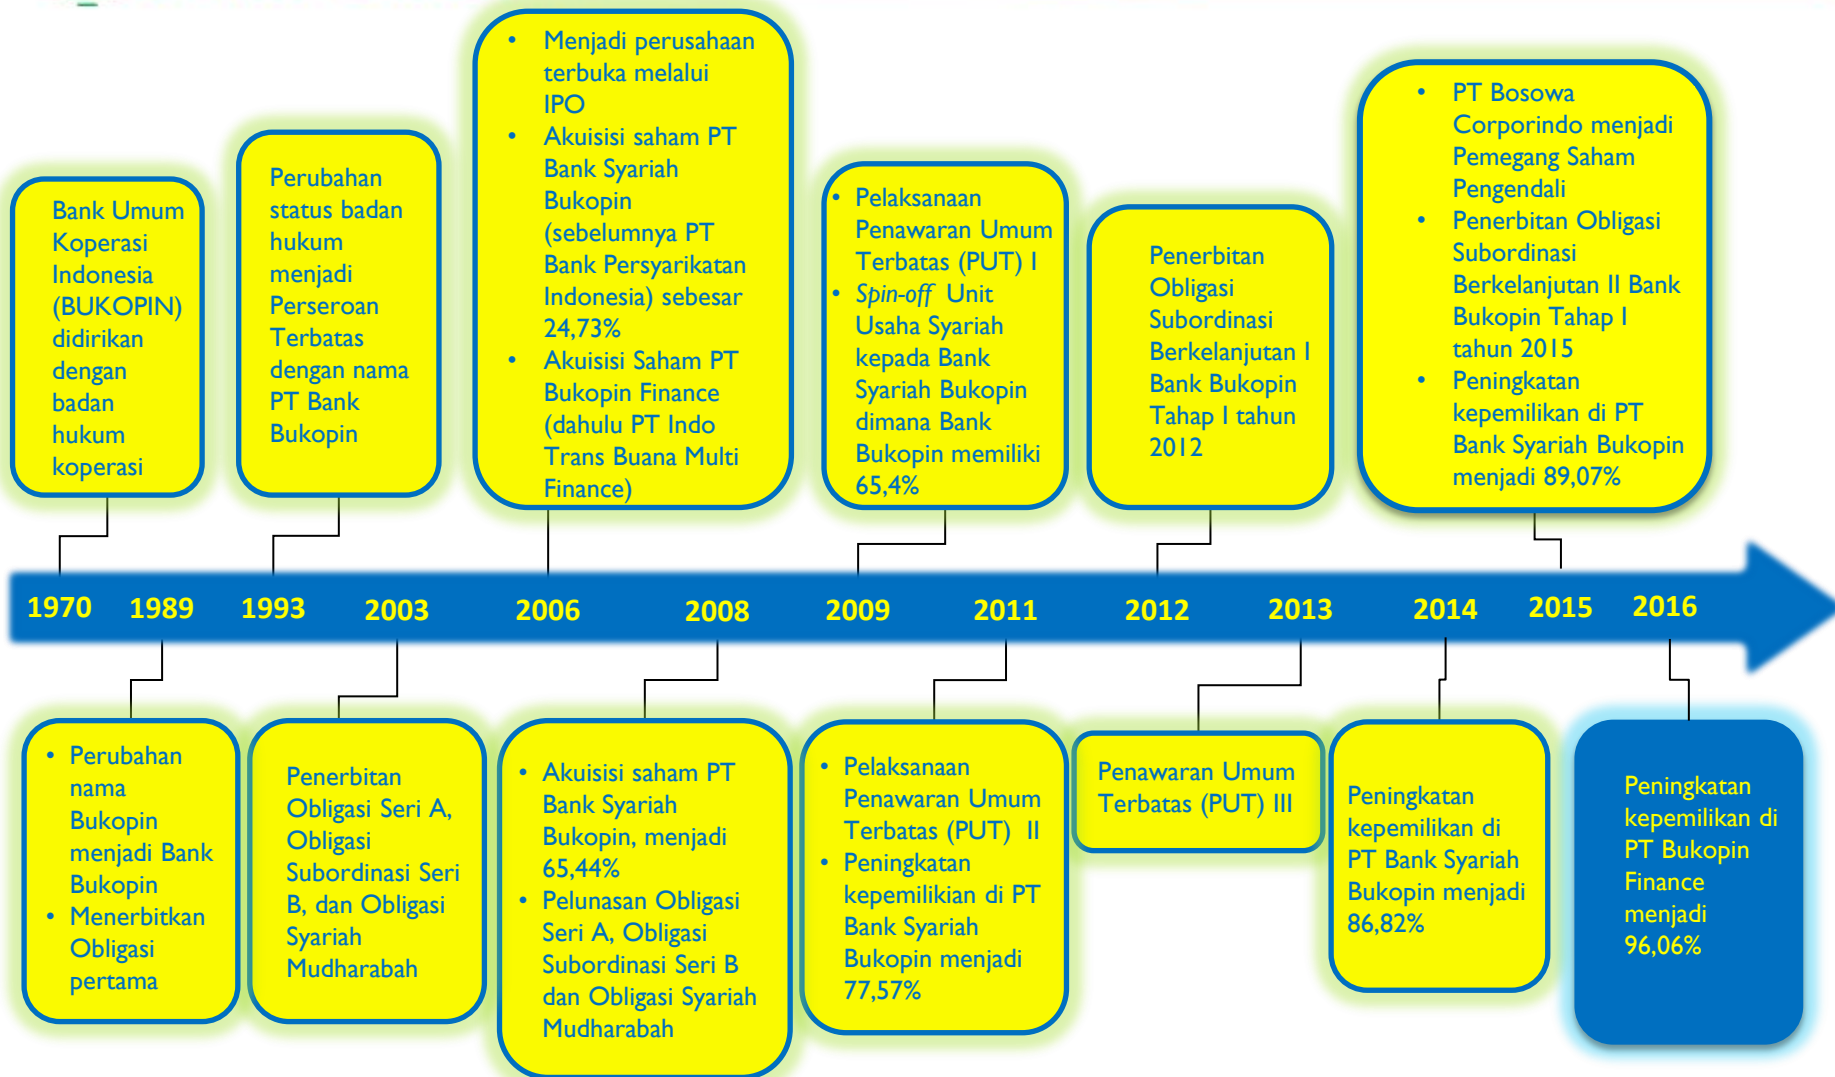 Bank Umum
Koperasi
Indonesia
(BUKOPIN)
didirikan
dengan
badan
hukum
koperasi
Perubahan
status badan
hukum
menjadi
Perseroan
Terbatas
dengan nama
PT Bank
Bukopin
• Menjadi perusahaan
terbuka melalui
IPO
• Akuisisi saham PT
Bank Syariah
Bukopin
(sebelumnya PT
Bank Persyarikatan
Indonesia) sebesar
24,73%
• Akuisisi Saham PT
Bukopin Finance
(dahulu PT Indo
Trans Buana Multi
Finance)
• Pelaksanaan
Penawaran Umum
Terbatas (PUT) I
• Spin-off Unit
Usaha Syariah
kepada Bank
Syariah Bukopin
dimana Bank
Bukopin memiliki
65,4%
Penerbitan
Obligasi
Subordinasi
Berkelanjutan I
Bank Bukopin
Tahap I tahun
2012
• PT Bosowa
Corporindo menjadi
Pemegang Saham
Pengendali
• Penerbitan Obligasi
Subordinasi
Berkelanjutan II Bank
Bukopin Tahap I
tahun 2015
• Peningkatan
kepemilikan di PT
Bank Syariah Bukopin
menjadi 89,07%
1970 1989 1993 2003 2006 2008 2009 2011 2012 2013 2014 2015 2016
• Perubahan
nama
Bukopin
menjadi Bank
Bukopin
• Menerbitkan
Obligasi
pertama
Penerbitan
Obligasi Seri A,
Obligasi
Subordinasi Seri
B, dan Obligasi
Syariah
Mudharabah
• Akuisisi saham PT
Bank Syariah
Bukopin, menjadi
65,44%
• Pelunasan Obligasi
Seri A, Obligasi
Subordinasi Seri B
dan Obligasi Syariah
Mudharabah
• Pelaksanaan
Penawaran Umum
Terbatas (PUT) II
• Peningkatan
kepemilikian di PT
Bank Syariah
Bukopin menjadi
77,57%
Penawaran Umum
Terbatas (PUT) III
Peningkatan
kepemilikan di
PT Bank Syariah
Bukopin menjadi
86,82%
Peningkatan
kepemilikan di
PT Bukopin
Finance
menjadi
96,06%